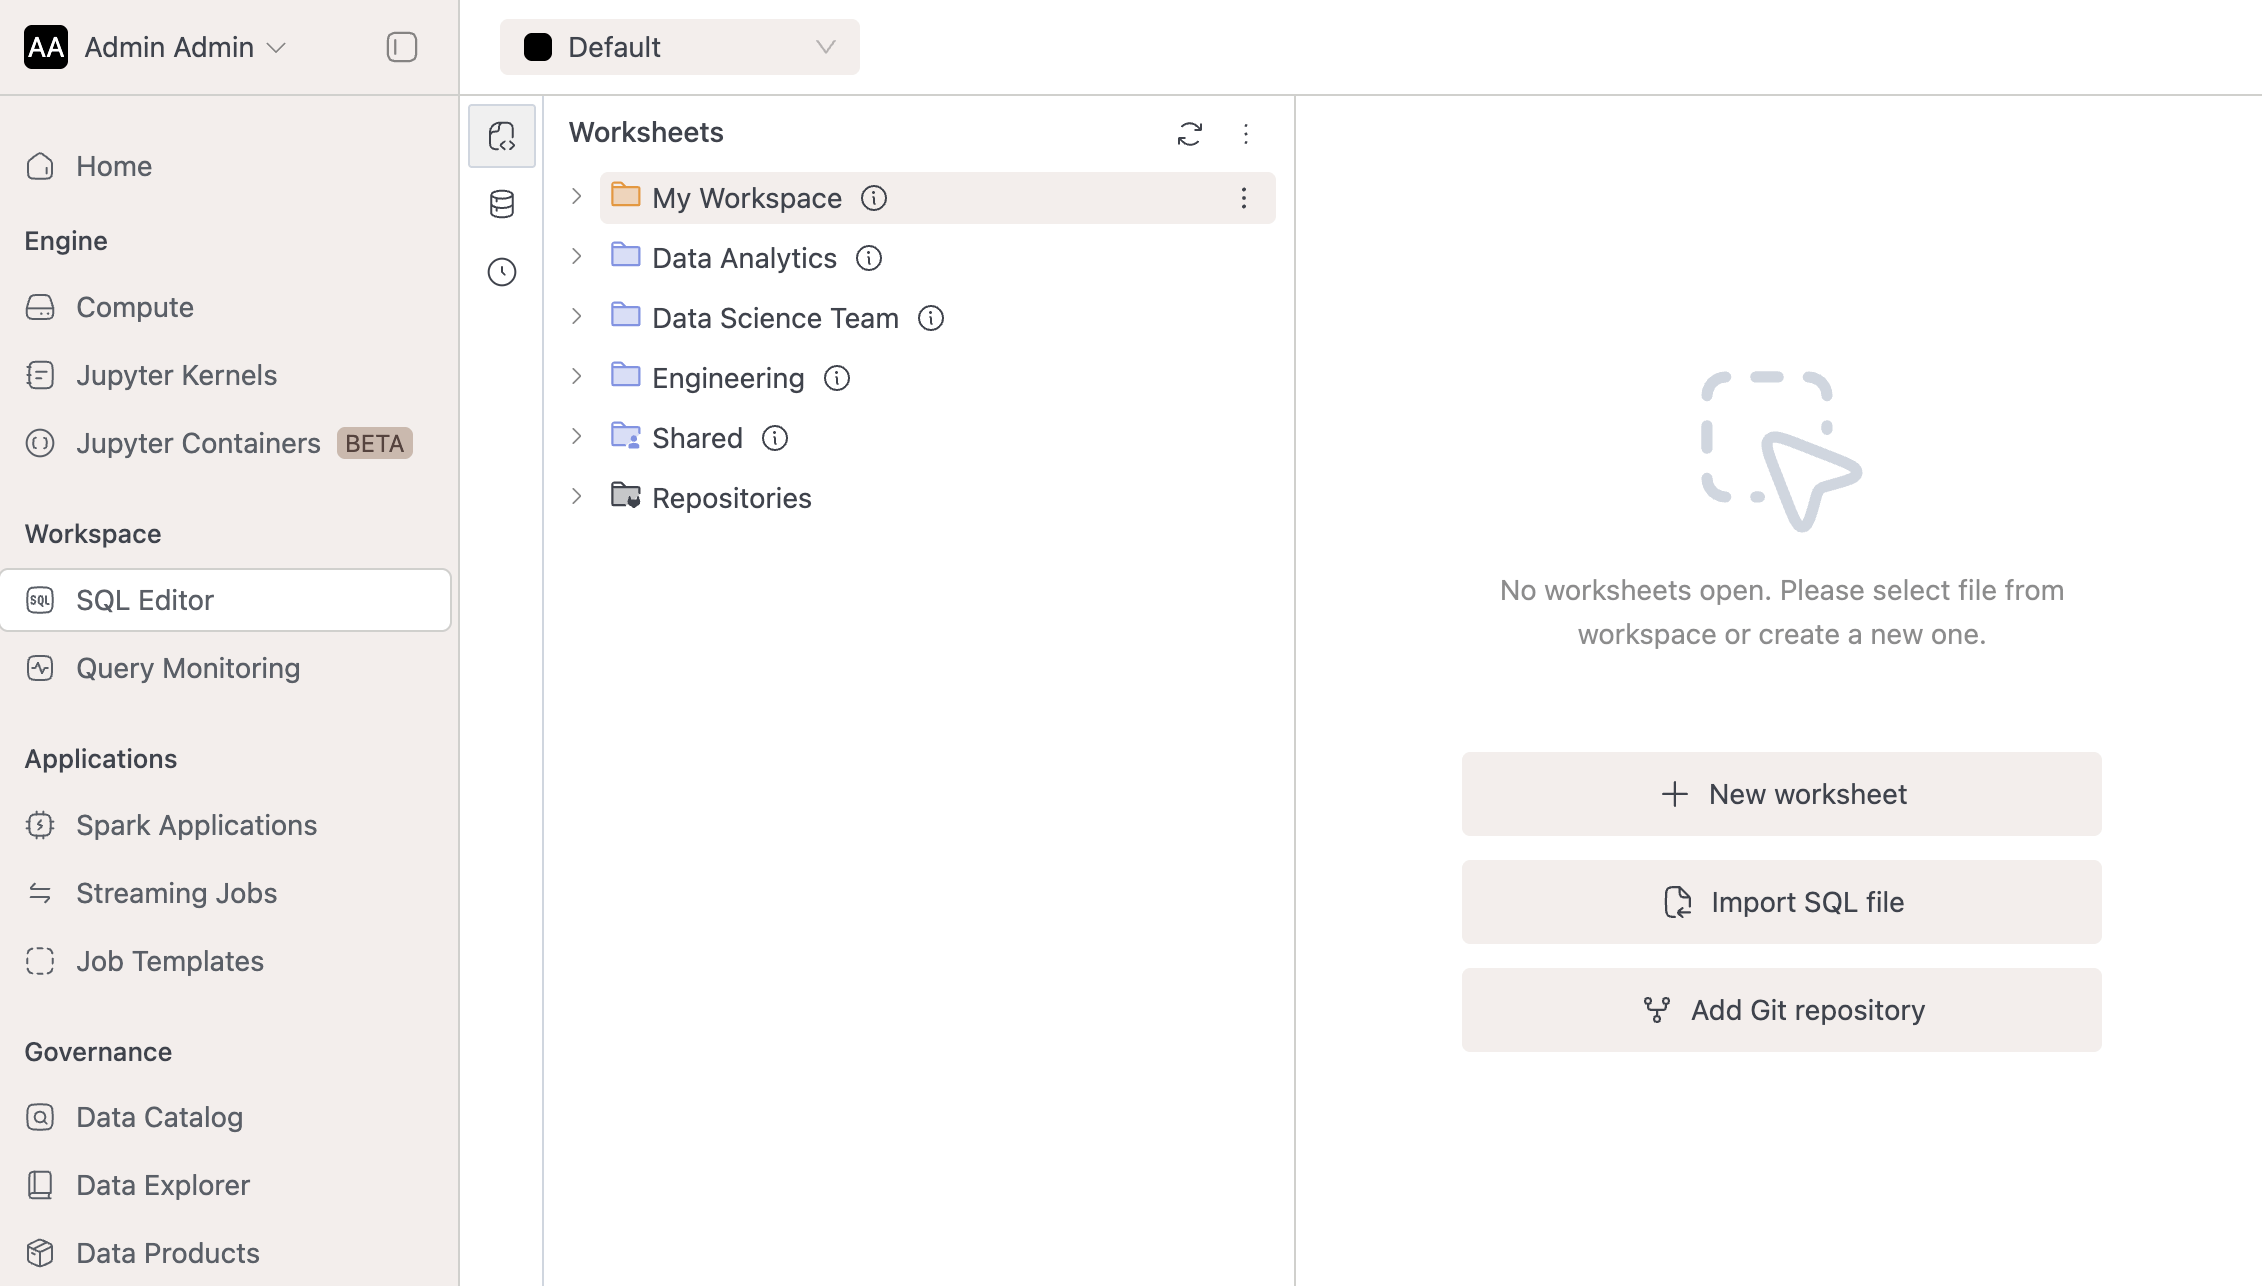 AA Admin Admin
Default
Home
Engine
Compute
Jupyter Kernels
Jupyter Containers BETA
Workspace
SQL SQL Editor
Query Monitoring
Applications
Spark Applications
Streaming Jobs
Job Templates
Governance
Data Catalog
Data Explorer
Data Products
Worksheets
My Workspace
Data Analytics
Data Science Team
Engineering
Shared
Repositories
No worksheets open. Please select file from
workspace or create a new one.
New worksheet
Import SQL file
Add Git repository